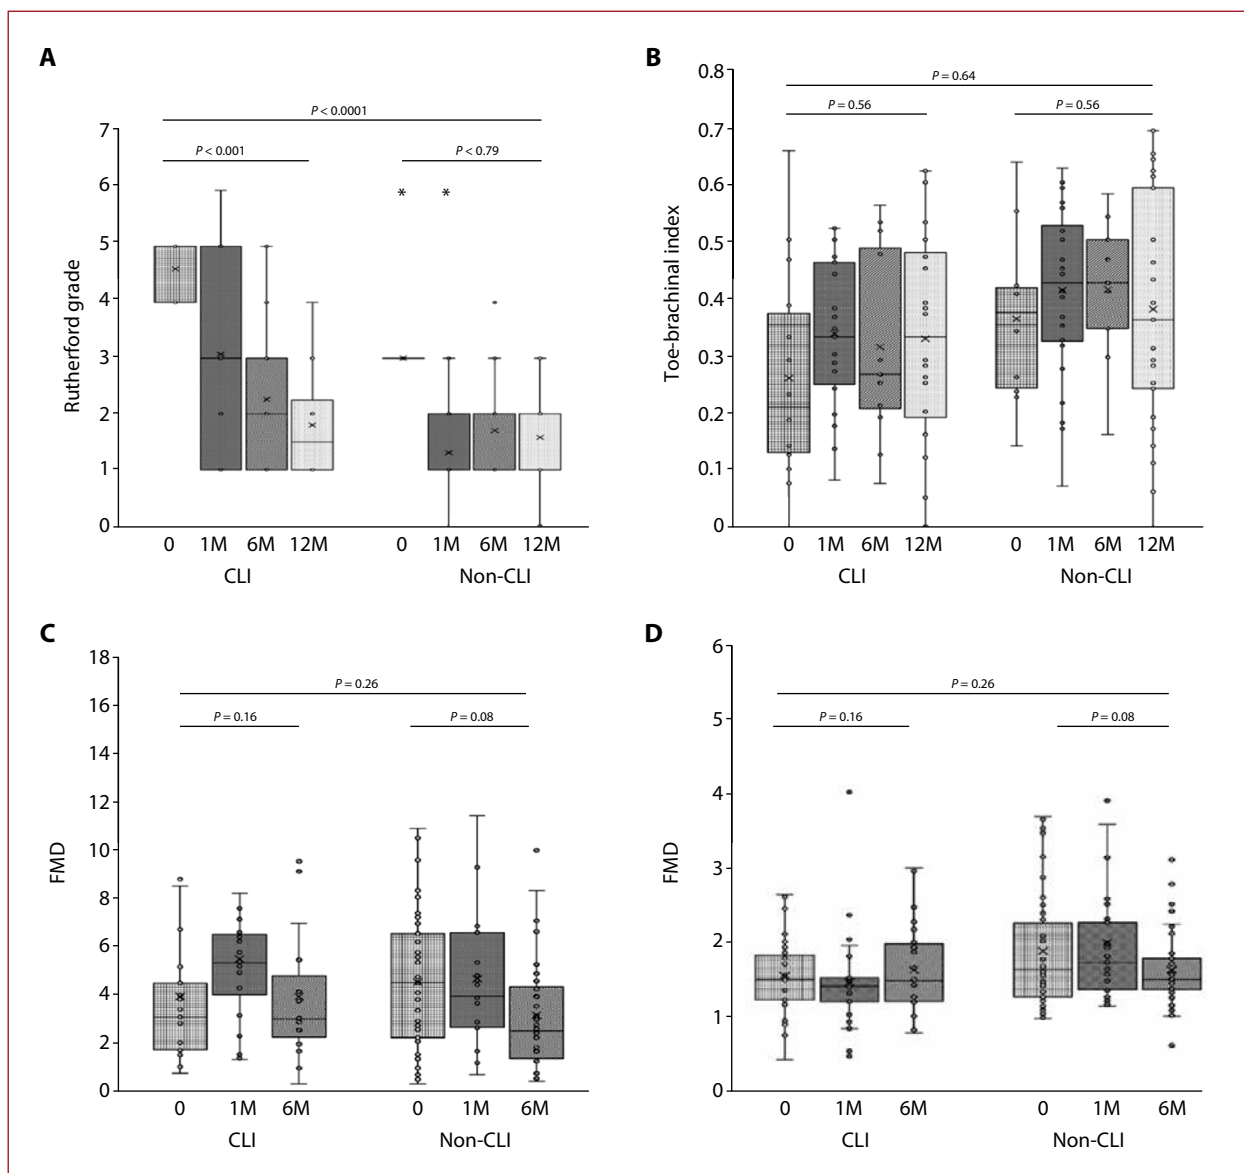 A
P < 0.0001
7
P < 0.001
P < 0.79
6
* *
5
4
3
2
1
0
Rutherford grade
0 1M 6M 12M 0 1M 6M 12M
CLI Non-CLI
B
0.8
P = 0.64
P = 0.56 P = 0.56
0.7
0.6
0.5
0.4
0.3
0.2
0.1
0
Toe-brachinal index
0 1M 6M 12M 0 1M 6M 12M
CLI Non-CLI
C
18
P = 0.26
16
P = 0.16 P = 0.08
14
12
10
8
6
4
2
0
FMD
0 1M 6M 0 1M 6M
CLI Non-CLI
D
6
P = 0.26
P = 0.16 P = 0.08
5
4
3
2
1
0
FMD
0 1M 6M 0 1M 6M
CLI Non-CLI